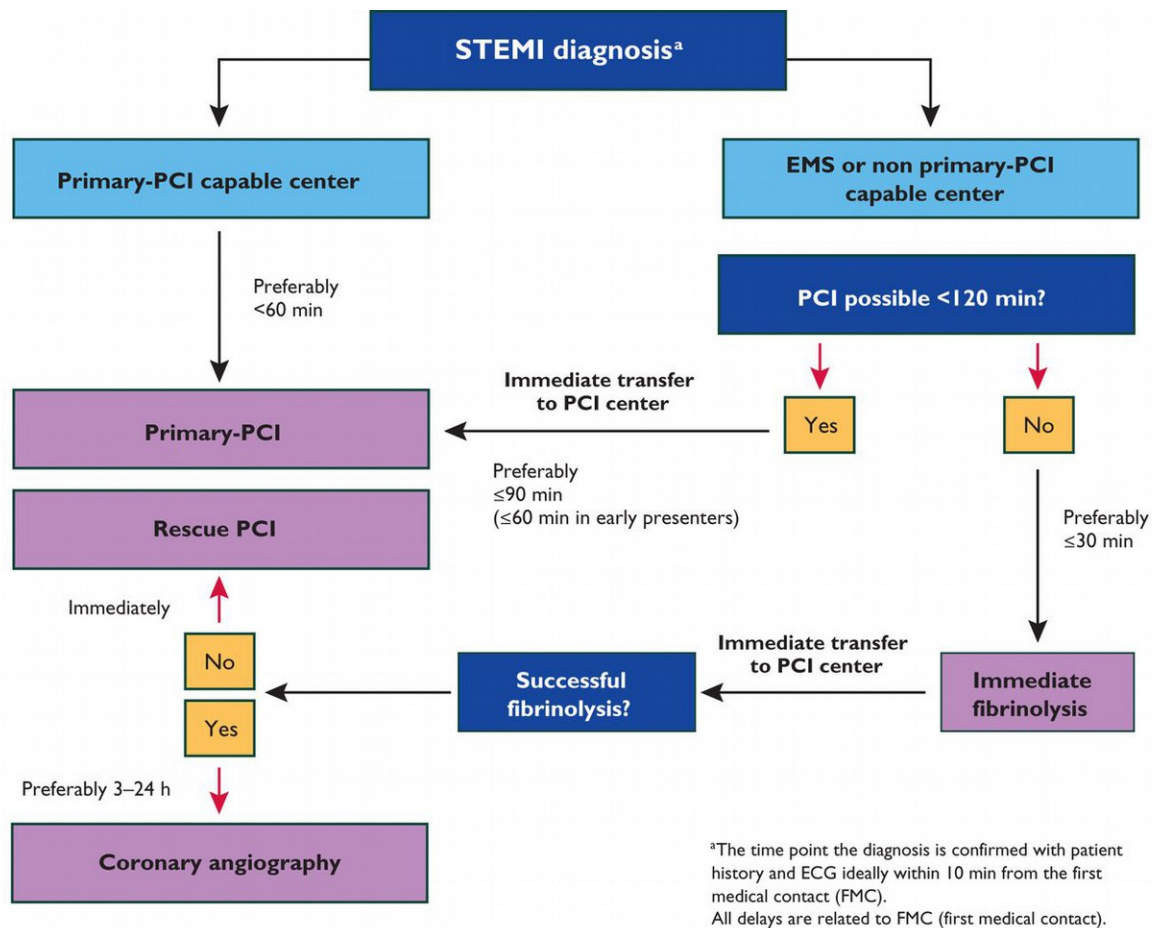 STEMI diagnosisᵃ
Primary-PCI capable center
EMS or non primary-PCI
capable center
Preferably
<60 min
PCI possible <120 min?
Immediate transfer
to PCI center
Yes
No
Primary-PCI
Preferably
≤90 min
(≤60 min in early presenters)
Preferably
≤30 min
Rescue PCI
Immediately
No
Yes
Successful
fibrinolysis?
Immediate transfer
to PCI center
Immediate
fibrinolysis
Preferably 3–24 h
Coronary angiography
ᵃThe time point the diagnosis is confirmed with patient
history and ECG ideally within 10 min from the first
medical contact (FMC).
All delays are related to FMC (first medical contact).